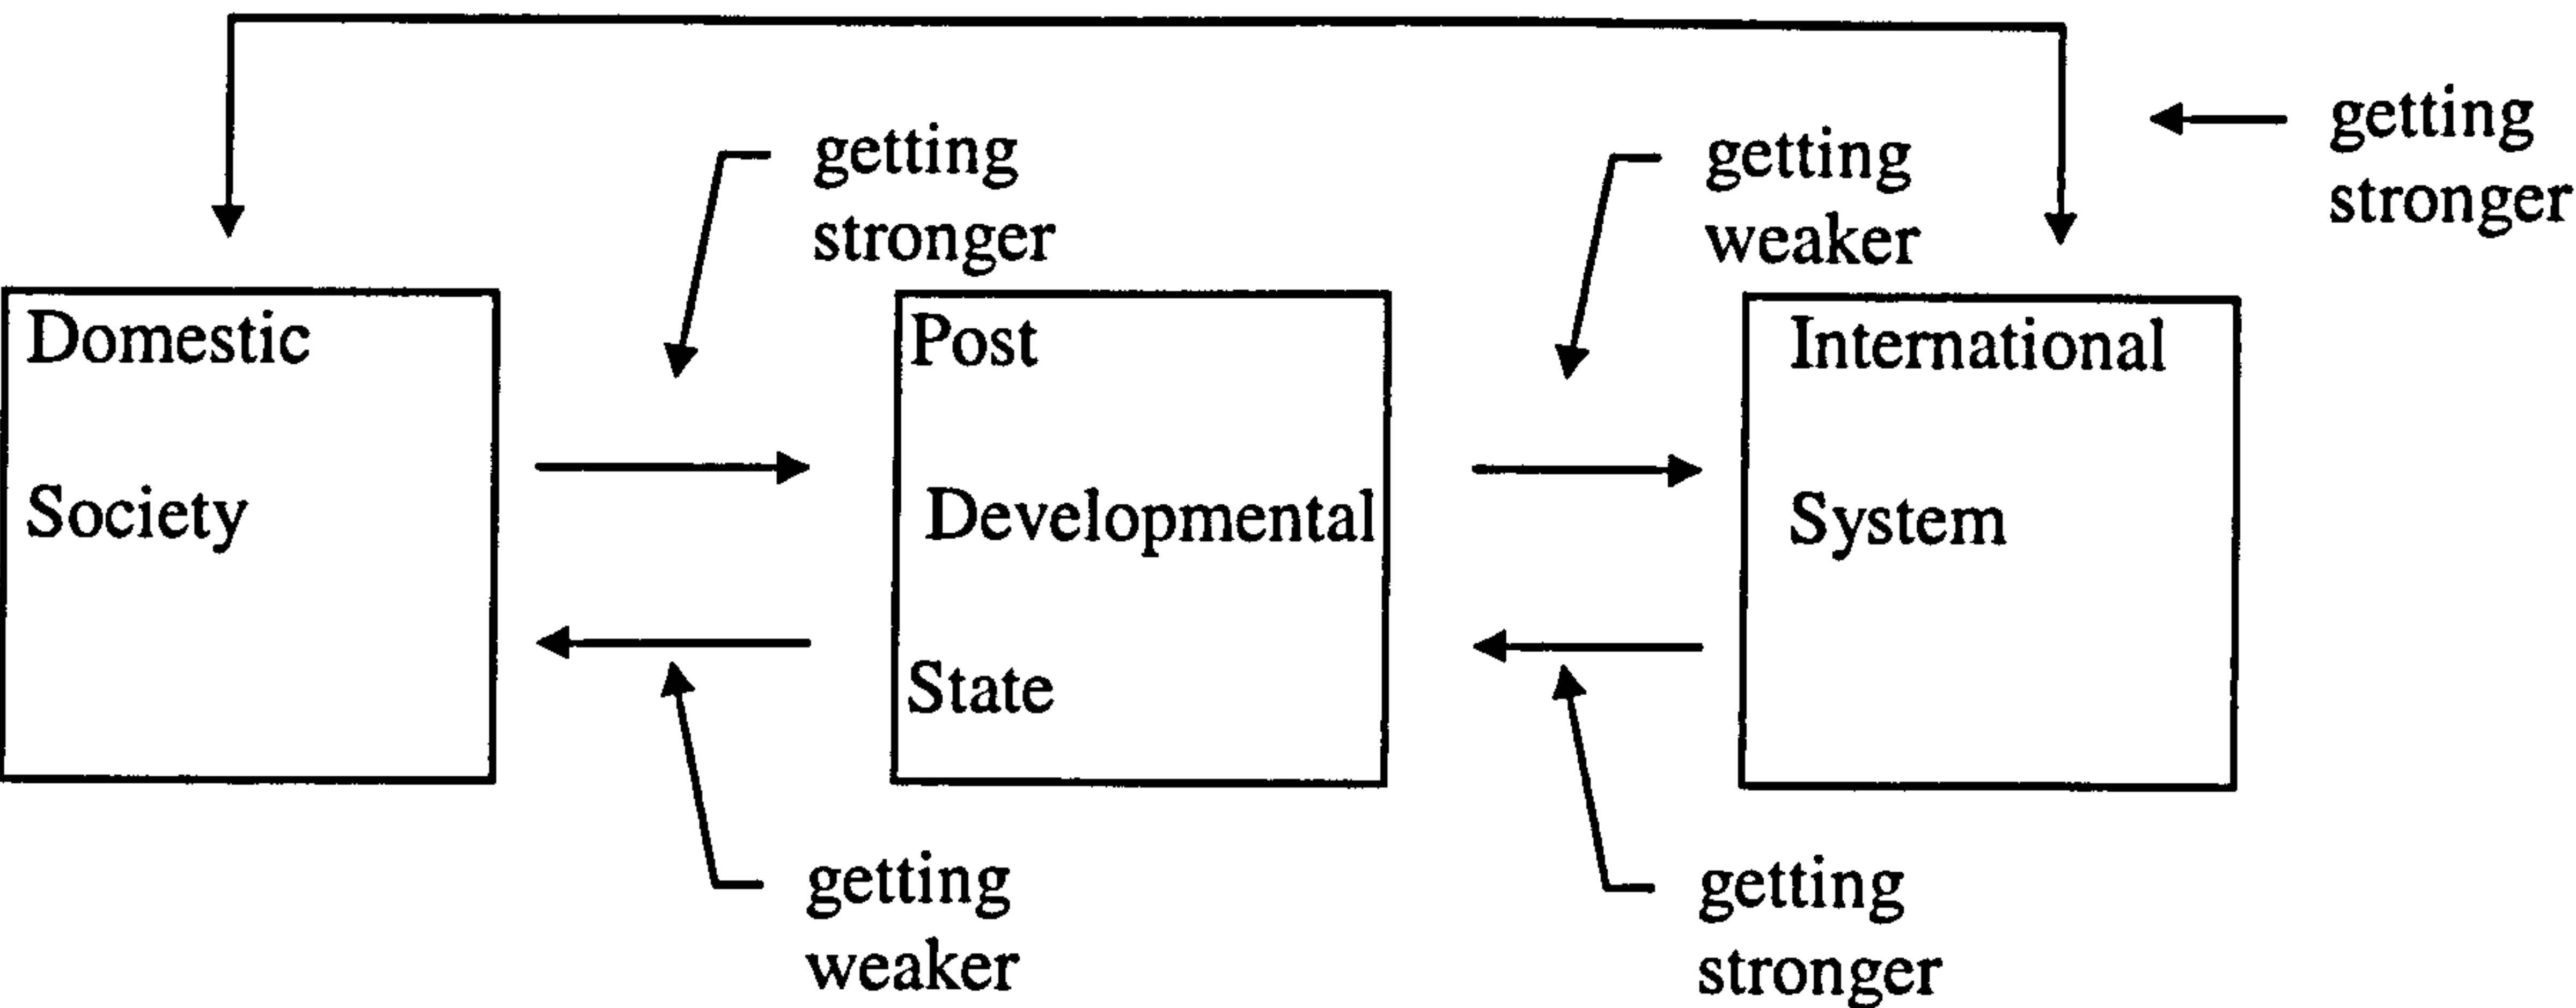 getting
stronger
getting
stronger
getting
weaker
Domestic
Society
Post
Developmental
State
International
System
getting
weaker
getting
stronger